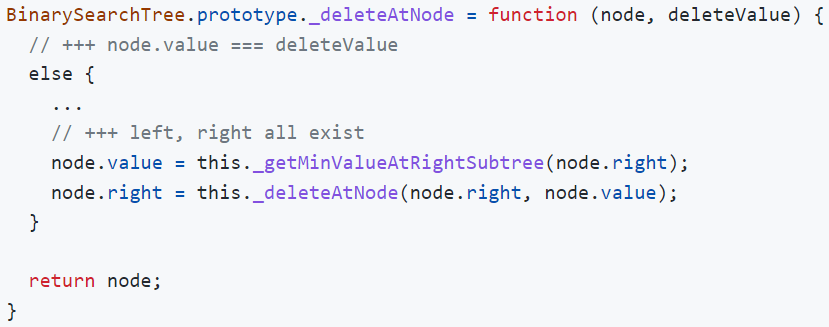 BinarySearchTree.prototype._deleteAtNode = function (node, deleteValue) {
  // +++ node.value === deleteValue
  else {
    ...
    // +++ left, right all exist
    node.value = this._getMinValueAtRightSubtree(node.right);
    node.right = this._deleteAtNode(node.right, node.value);
  }

  return node;
}